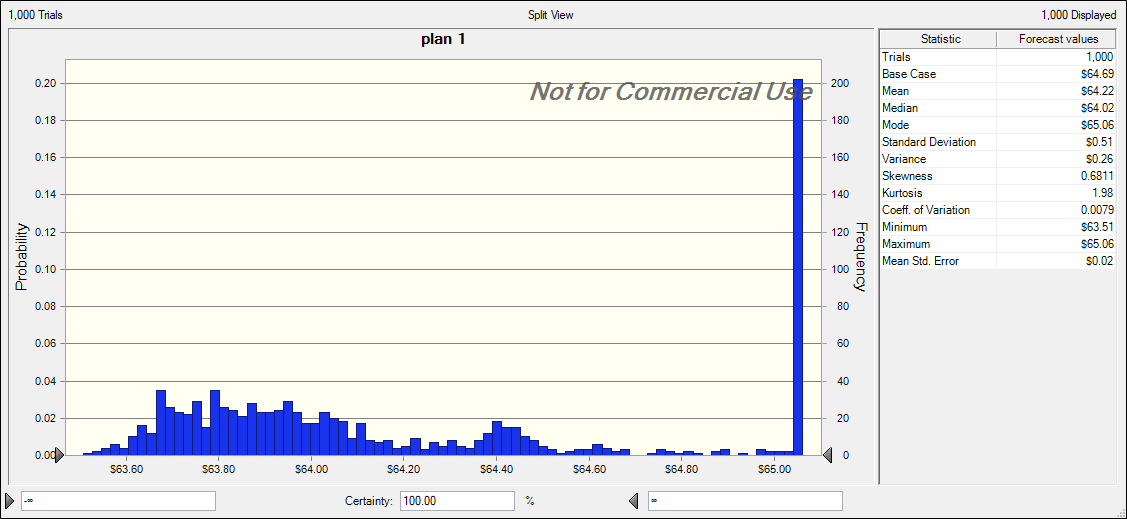 1,000 Trials Split View 1,000 Displayed
plan 1
Not for Commercial Use
Probability
0.20
0.18
0.16
0.14
0.12
0.10
0.08
0.06
0.04
0.02
0.00
Frequency
200
180
160
140
120
100
80
60
40
20
0
$63.60 $63.80 $64.00 $64.20 $64.40 $64.60 $64.80 $65.00
Statistic Forecast values
Trials 1,000
Base Case $64.69
Mean $64.22
Median $64.02
Mode $65.06
Standard Deviation $0.51
Variance $0.26
Skewness 0.6811
Kurtosis 1.98
Coeff. of Variation 0.0079
Minimum $63.51
Maximum $65.06
Mean Std. Error $0.02
-∞ Certainty: 100.00 % ∞